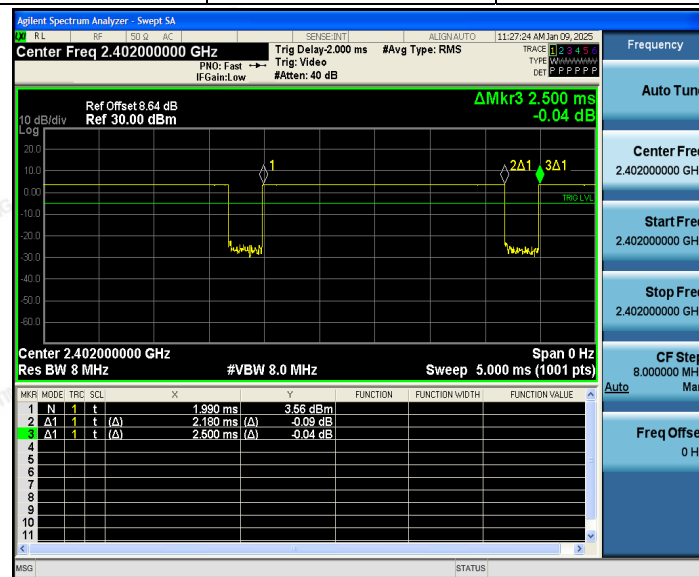 Agilent Spectrum Analyzer - Swept SA
LXI RL RF 50 Ω AC SENSE:INT ALIGN AUTO 11:27:24 AM Jan 09, 2025
Center Freq 2.402000000 GHz
PNO: Fast
IFGain:Low
Trig Delay-2.000 ms
Trig: Video
#Atten: 40 dB
#Avg Type: RMS
TRACE 1 2 3 4 5 6
TYPE W
DET P P P P P P
Ref Offset 8.64 dB
Ref 30.00 dBm
10 dB/div
Log
ΔMkr3 2.500 ms
-0.04 dB
20.0
10.0
0.00
-10.0
-20.0
-30.0
-40.0
-50.0
-60.0
1
2Δ1
3Δ1
TRIG LVL
Center 2.402000000 GHz Span 0 Hz
Res BW 8 MHz #VBW 8.0 MHz Sweep 5.000 ms (1001 pts)
MKR MODE TRC SCL X Y FUNCTION FUNCTION WIDTH FUNCTION VALUE
1 N 1 t 1.990 ms 3.56 dBm
2 Δ1 1 t (Δ) 2.180 ms (Δ) -0.09 dB
3 Δ1 1 t (Δ) 2.500 ms (Δ) -0.04 dB
4
5
6
7
8
9
10
11
MSG STATUS
Frequency
Auto Tun
Center Fre
2.402000000 GH
Start Fre
2.402000000 GH
Stop Fre
2.402000000 GH
CF Step
8.000000 MH
Auto Ma
Freq Offse
0 H